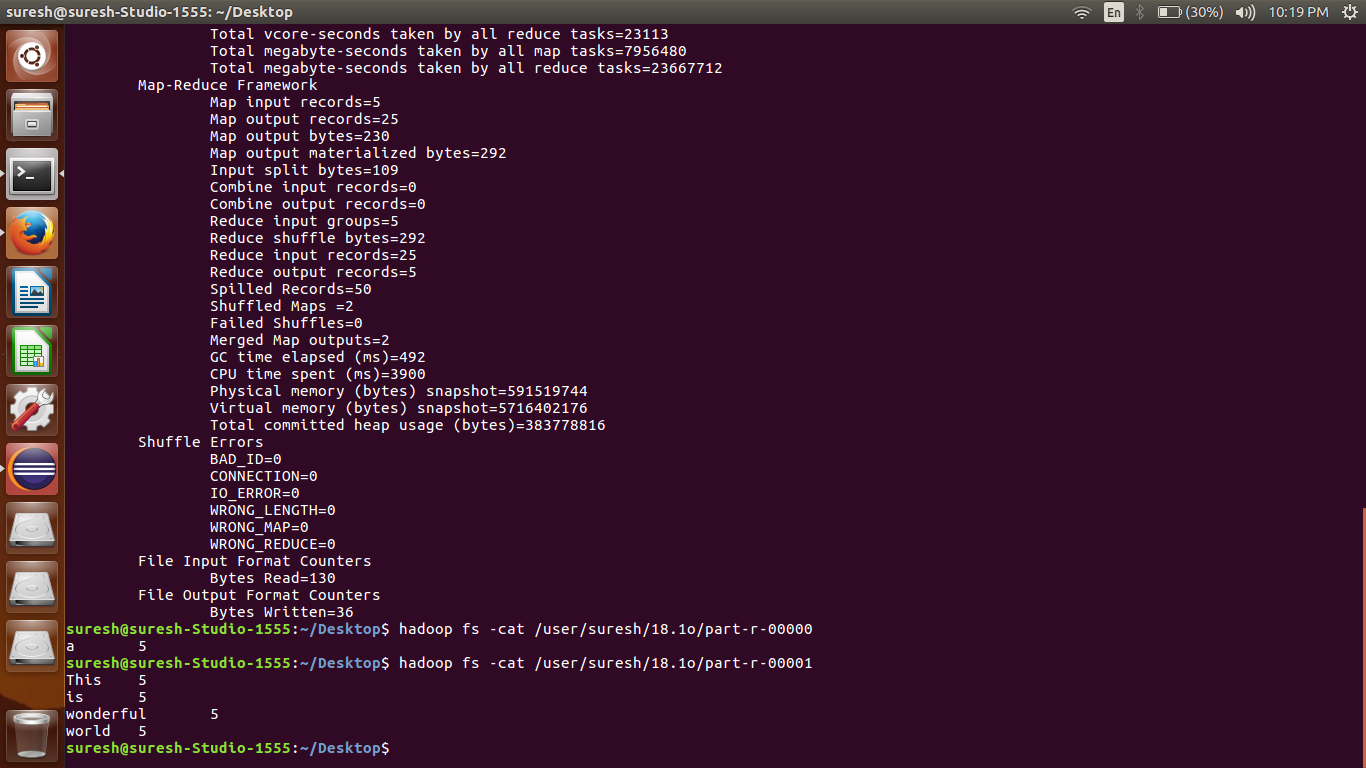 suresh@suresh-Studio-1555: ~/Desktop
En
(30%)
10:19 PM
Total vcore-seconds taken by all reduce tasks=23113
Total megabyte-seconds taken by all map tasks=7956480
Total megabyte-seconds taken by all reduce tasks=23667712
Map-Reduce Framework
Map input records=5
Map output records=25
Map output bytes=230
Map output materialized bytes=292
Input split bytes=109
Combine input records=0
Combine output records=0
Reduce input groups=5
Reduce shuffle bytes=292
Reduce input records=25
Reduce output records=5
Spilled Records=50
Shuffled Maps =2
Failed Shuffles=0
Merged Map outputs=2
GC time elapsed (ms)=492
CPU time spent (ms)=3900
Physical memory (bytes) snapshot=591519744
Virtual memory (bytes) snapshot=5716402176
Total committed heap usage (bytes)=383778816
Shuffle Errors
BAD_ID=0
CONNECTION=0
IO_ERROR=0
WRONG_LENGTH=0
WRONG_MAP=0
WRONG_REDUCE=0
File Input Format Counters
Bytes Read=130
File Output Format Counters
Bytes Written=36
suresh@suresh-Studio-1555:~/Desktop$ hadoop fs -cat /user/suresh/18.1o/part-r-00000
a 5
suresh@suresh-Studio-1555:~/Desktop$ hadoop fs -cat /user/suresh/18.1o/part-r-00001
This 5
is 5
wonderful 5
world 5
suresh@suresh-Studio-1555:~/Desktop$